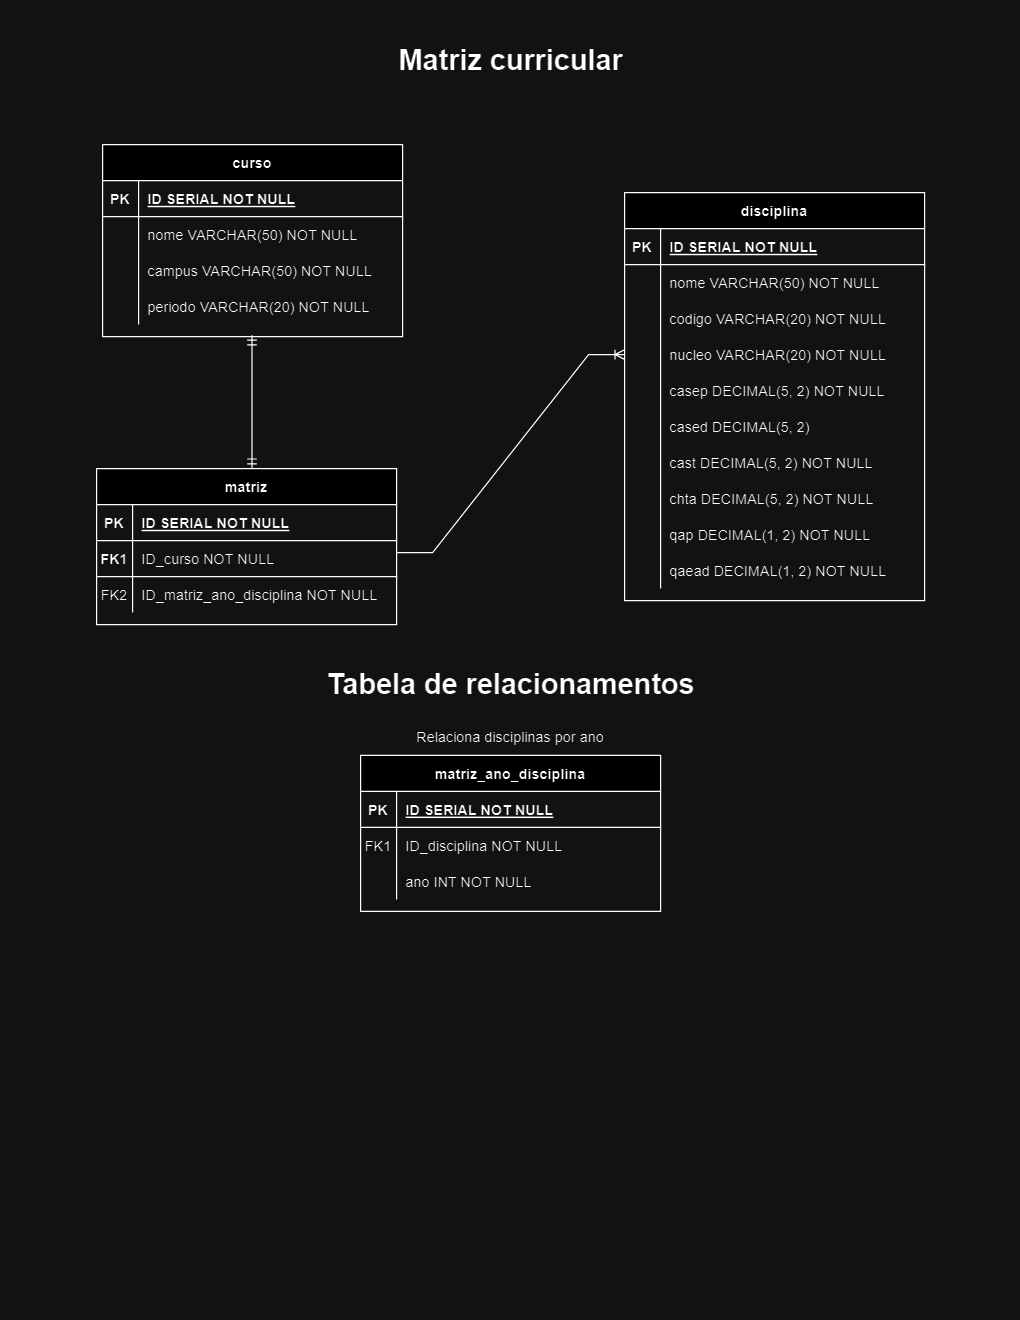 Matriz curricular
curso
PK ID SERIAL NOT NULL
nome VARCHAR(50) NOT NULL
campus VARCHAR(50) NOT NULL
periodo VARCHAR(20) NOT NULL
disciplina
PK ID SERIAL NOT NULL
nome VARCHAR(50) NOT NULL
codigo VARCHAR(20) NOT NULL
nucleo VARCHAR(20) NOT NULL
casep DECIMAL(5, 2) NOT NULL
cased DECIMAL(5, 2)
cast DECIMAL(5, 2) NOT NULL
chta DECIMAL(5, 2) NOT NULL
qap DECIMAL(1, 2) NOT NULL
qaead DECIMAL(1, 2) NOT NULL
matriz
PK ID SERIAL NOT NULL
FK1 ID_curso NOT NULL
FK2 ID_matriz_ano_disciplina NOT NULL
Tabela de relacionamentos
Relaciona disciplinas por ano
matriz_ano_disciplina
PK ID SERIAL NOT NULL
FK1 ID_disciplina NOT NULL
ano INT NOT NULL